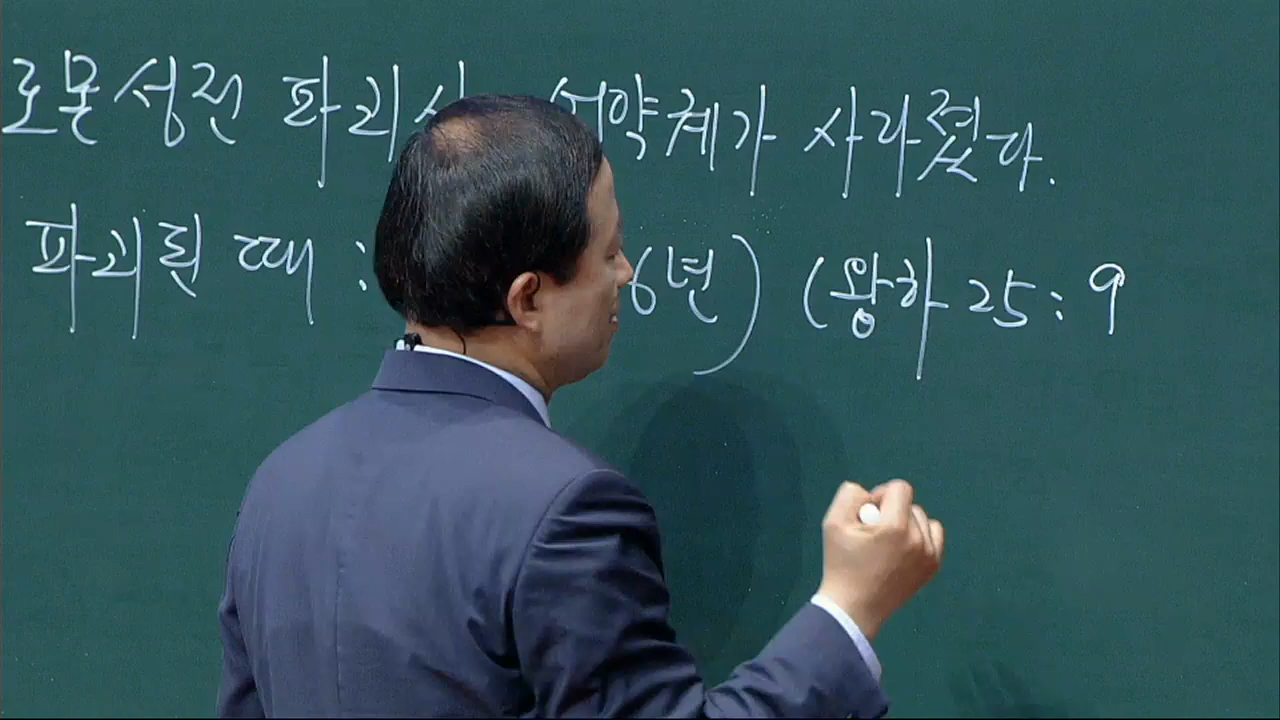 로몬성전 파괴시 언약궤가 사라졌다.
파괴된 때 : 6년) (왕하 25 : 9